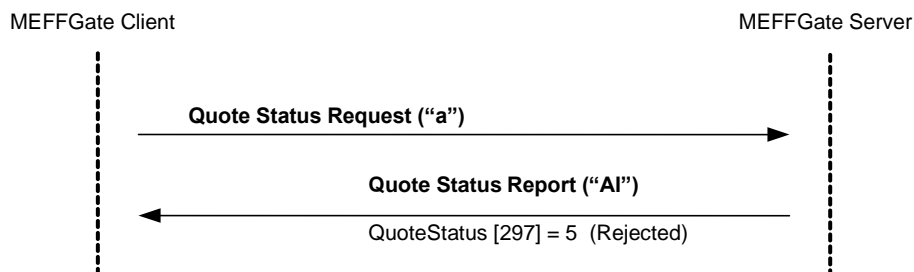 MEFFGate Client
MEFFGate Server
Quote Status Request (“a”)
Quote Status Report (“AI”)
QuoteStatus [297] = 5 (Rejected)